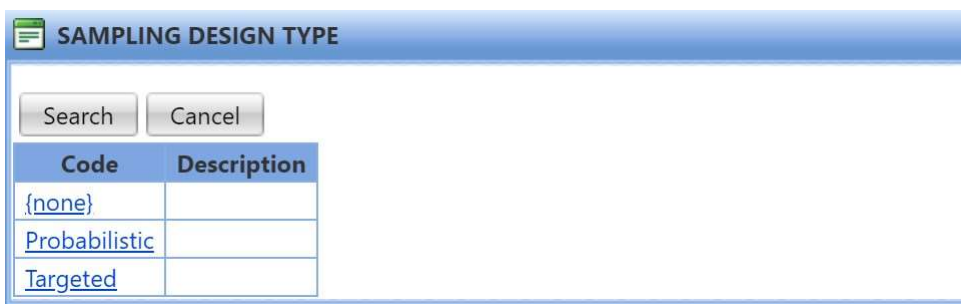 SAMPLING DESIGN TYPE
Search Cancel
Code Description
{none}
Probabilistic
Targeted